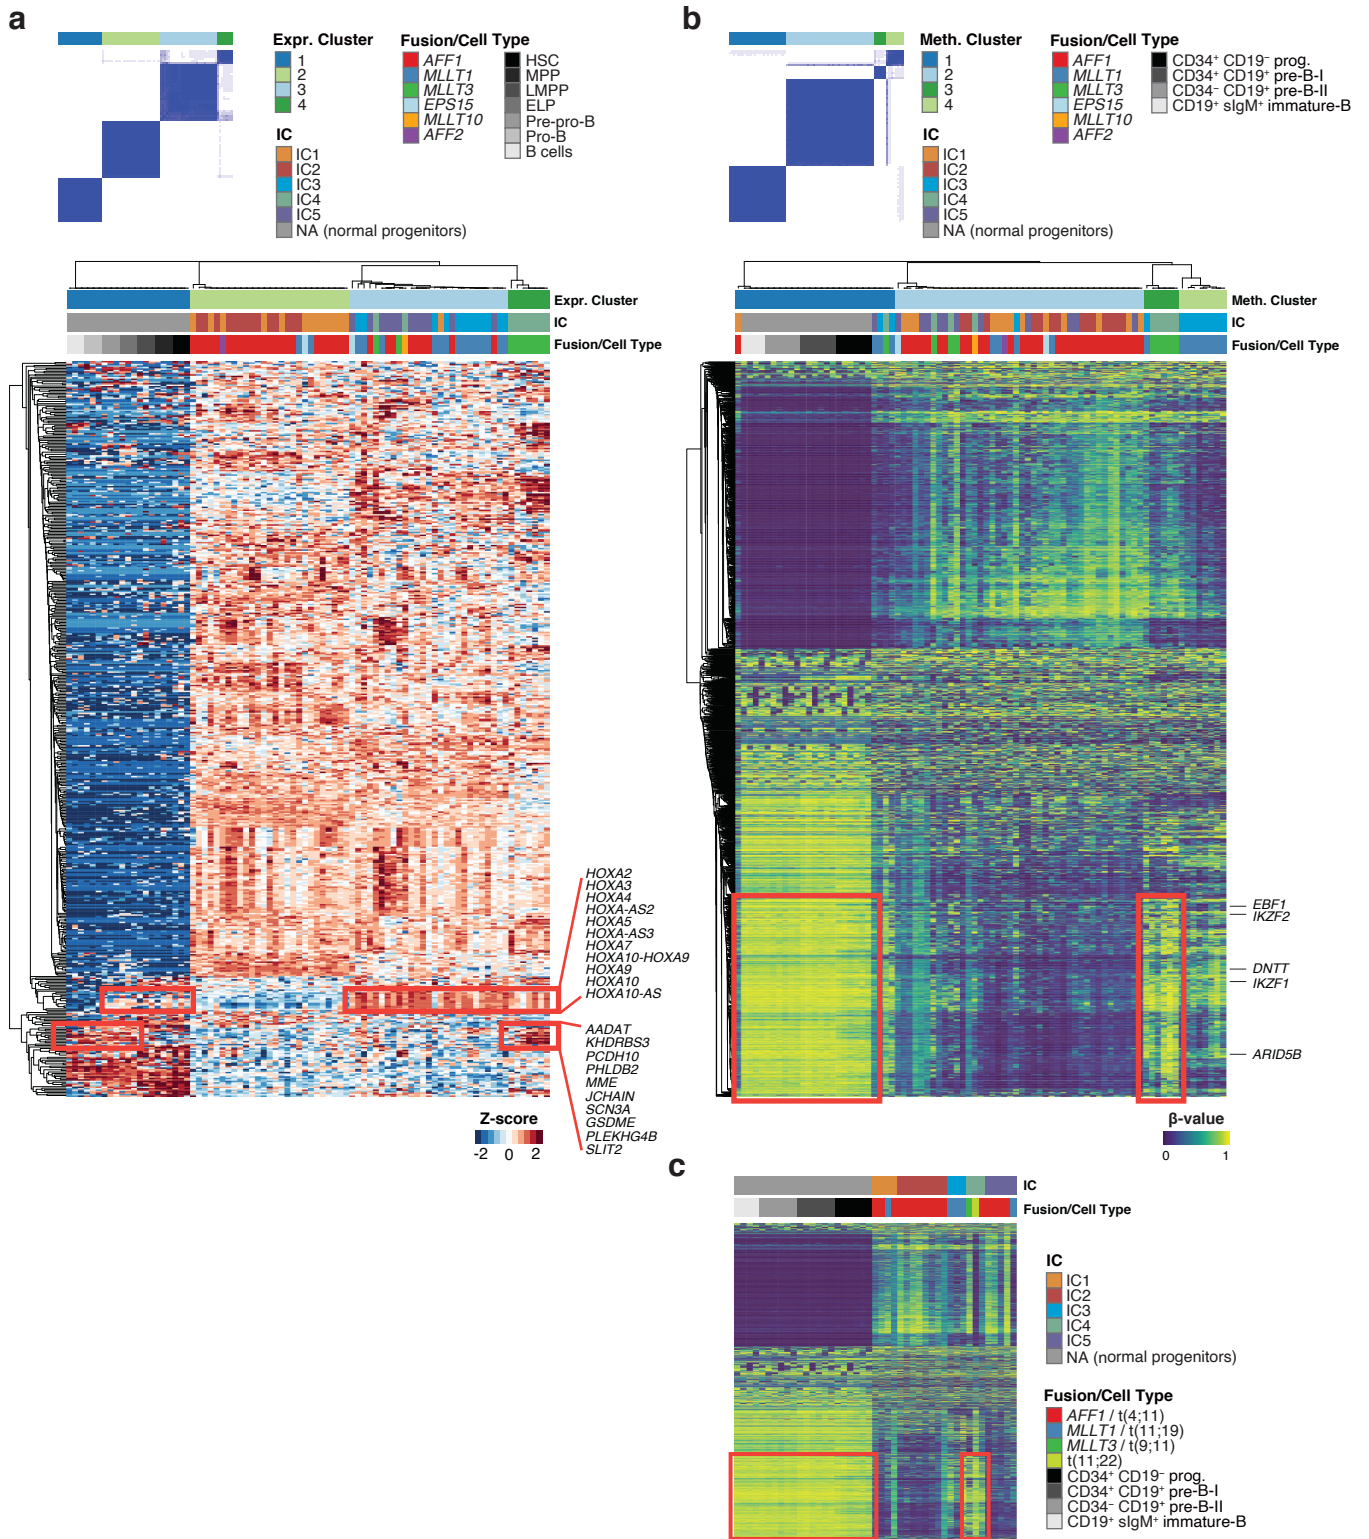 a
Expr. Cluster
1
2
3
4
IC
IC1
IC2
IC3
IC4
IC5
NA (normal progenitors)
Fusion/Cell Type
AFF1
MLLT1
MLLT3
EPS15
MLLT10
AFF2
HSC
MPP
LMPP
ELP
Pre-pro-B
Pro-B
B cells
Expr. Cluster
IC
Fusion/Cell Type
HOXA2
HOXA3
HOXA4
HOXA-AS2
HOXA5
HOXA-AS3
HOXA7
HOXA10-HOXA9
HOXA9
HOXA10
HOXA10-AS
AADAT
KHDRBS3
PCDH10
PHLDB2
MME
JCHAIN
SCN3A
GSDME
PLEKHG4B
SLIT2
Z-score
-2 0 2
b
Meth. Cluster
1
2
3
4
IC
IC1
IC2
IC3
IC4
IC5
NA (normal progenitors)
Fusion/Cell Type
AFF1
MLLT1
MLLT3
EPS15
MLLT10
AFF2
CD34⁺ CD19⁻ prog.
CD34⁺ CD19⁺ pre-B-I
CD34⁻ CD19⁺ pre-B-II
CD19⁺ sIgM⁺ immature-B
Meth. Cluster
IC
Fusion/Cell Type
EBF1
IKZF2
DNTT
IKZF1
ARID5B
β-value
0 1
c
IC
Fusion/Cell Type
IC
IC1
IC2
IC3
IC4
IC5
NA (normal progenitors)
Fusion/Cell Type
AFF1 / t(4;11)
MLLT1 / t(11;19)
MLLT3 / t(9;11)
t(11;22)
CD34⁺ CD19⁻ prog.
CD34⁺ CD19⁺ pre-B-I
CD34⁻ CD19⁺ pre-B-II
CD19⁺ sIgM⁺ immature-B